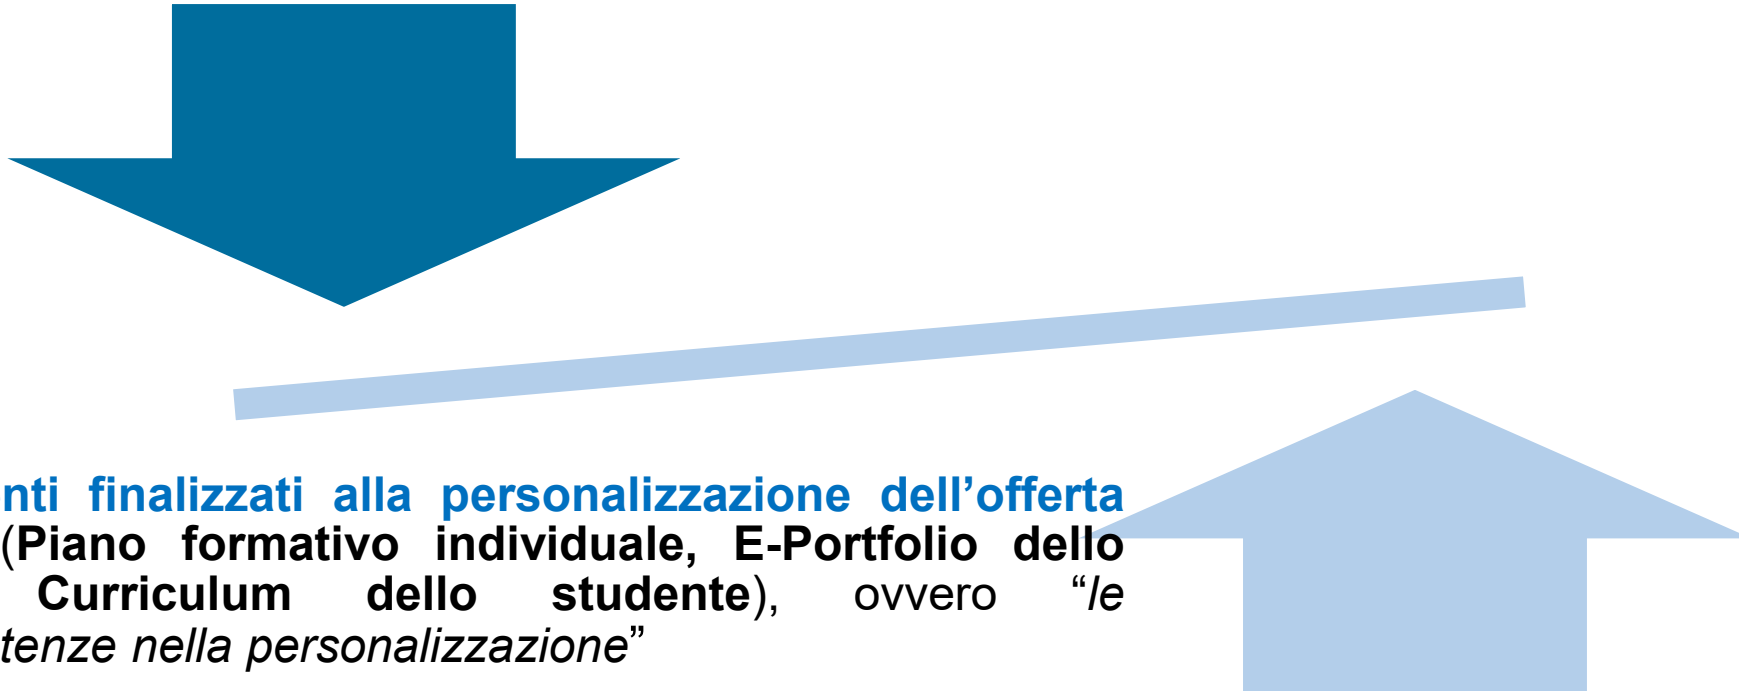 nti finalizzati alla personalizzazione dell’offerta
(Piano formativo individuale, E-Portfolio dello
Curriculum dello studente), ovvero “le
tenze nella personalizzazione”